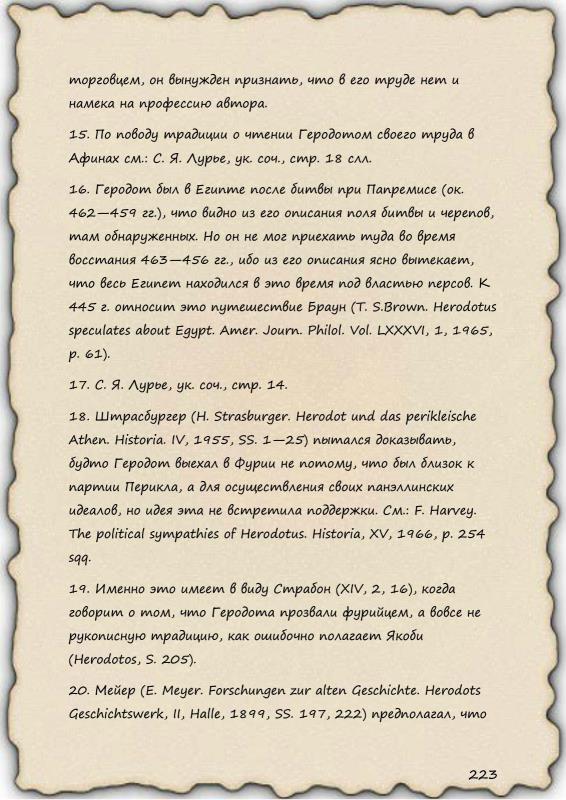 торговцем, он вынужден признать, что в его труде нет и
намека на профессию автора.
15. По поводу традиции о чтении Геродотом своего труда в
Афинах см.: С. Я. Лурье, ук. соч., стр. 18 слл.
16. Геродот был в Египте после битвы при Папремисе (ок.
462—459 гг.), что видно из его описания поля битвы и черепов,
там обнаруженных. Но он не мог приехать туда во время
восстания 463—456 гг., ибо из его описания ясно вытекает,
что весь Египет находился в это время под властью персов. К
445 г. относит это путешествие Браун (T. S.Brown. Herodotus
speculates about Egypt. Amer. Journ. Philol. Vol. LXXXVI, 1, 1965,
p. 61).
17. С. Я. Лурье, ук. соч., стр. 14.
18. Штрасбургер (H. Strasburger. Herodot und das perikleische
Athen. Historia. IV, 1955, SS. 1—25) пытался доказывать,
будто Геродот выехал в Фурии не потому, что был близок к
партии Перикла, а для осуществления своих панэллинских
идеалов, но идея эта не встретила поддержки. См.: F. Harvey.
The political sympathies of Herodotus. Historia, XV, 1966, p. 254
sqq.
19. Именно это имеет в виду Страбон (XIV, 2, 16), когда
говорит о том, что Геродота прозвали фурийцем, а вовсе не
рукописную традицию, как ошибочно полагает Якоби
(Herodotos, S. 205).
20. Мейер (E. Meyer. Forschungen zur alten Geschichte. Herodots
Geschichtswerk, II, Halle, 1899, SS. 197, 222) предполагал, что
223